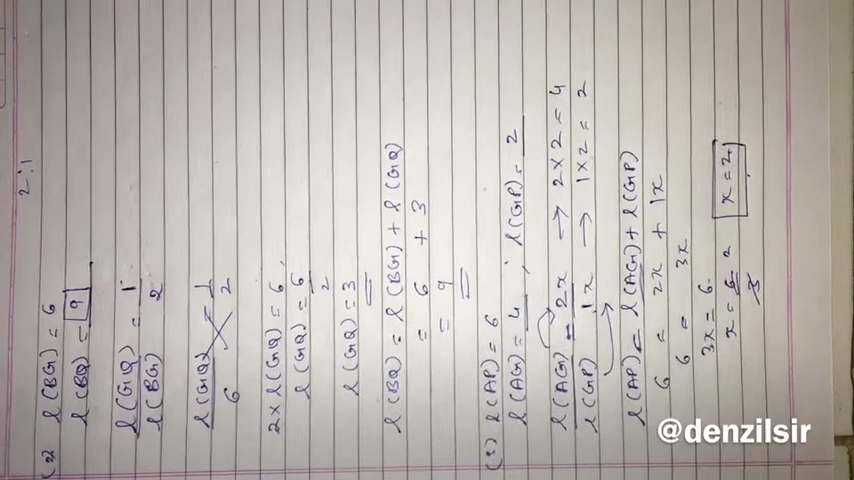 2:1
(2) l(BG) = 6
l(BQ) = 9
l(GQ) / l(BG) = 1 / 2
l(GQ) / 6 = 1 / 2
2 × l(GQ) = 6
l(GQ) = 6 / 2
l(GQ) = 3
l(BQ) = l(BG) + l(GQ)
= 6 + 3
= 9
(3) l(AP) = 6
l(AG) = 4 ; l(GP) = 2
l(AG) / l(GP) = 2x / 1x
2x → 2 × 2 = 4
1x → 1 × 2 = 2
l(AP) = l(AG) + l(GP)
6 = 2x + 1x
6 = 3x
3x = 6
x = 6 / 3 2
x = 2
@denzilsir